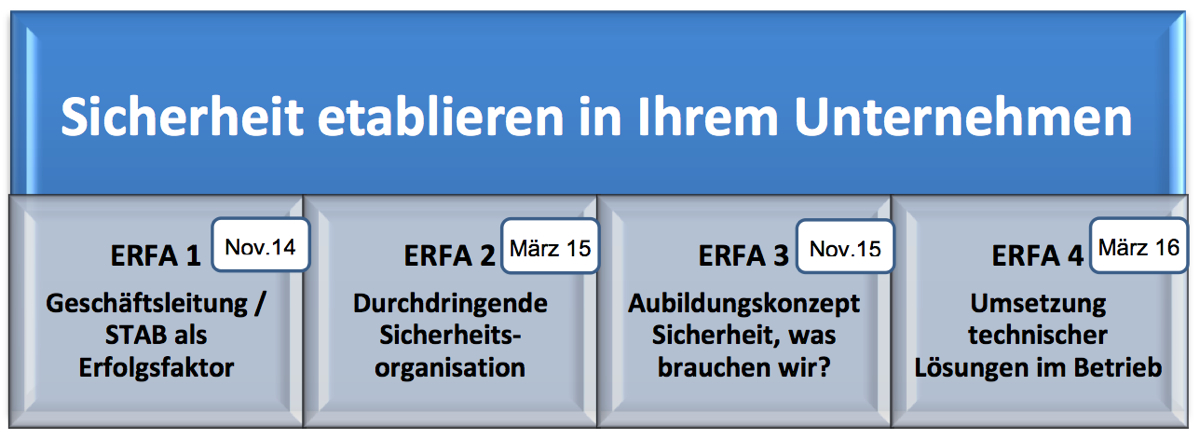 Sicherheit etablieren in Ihrem Unternehmen
ERFA 1
Nov.14
Geschäftsleitung /
STAB als
Erfolgsfaktor
ERFA 2
März 15
Durchdringende
Sicherheits-
organisation
ERFA 3
Nov.15
Aubildungskonzept
Sicherheit, was
brauchen wir?
ERFA 4
März 16
Umsetzung
technischer
Lösungen im Betrieb